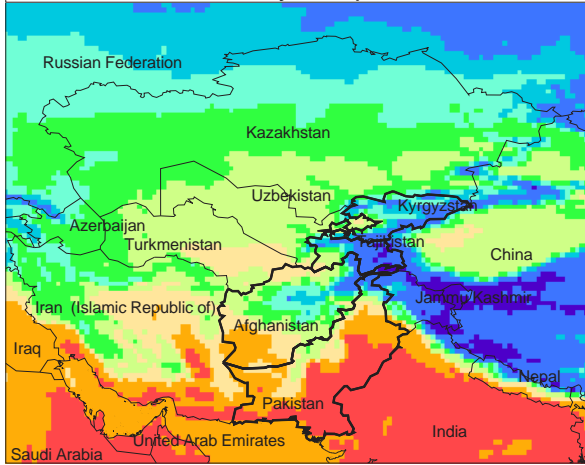 Russian Federation
Kazakhstan
Uzbekistan
Kyrgyzstan
Azerbaijan
Turkmenistan
Tajikistan
China
Iran (Islamic Republic of)
Jammu/Kashmir
Afghanistan
Iraq
Nepal
Pakistan
United Arab Emirates
India
Saudi Arabia